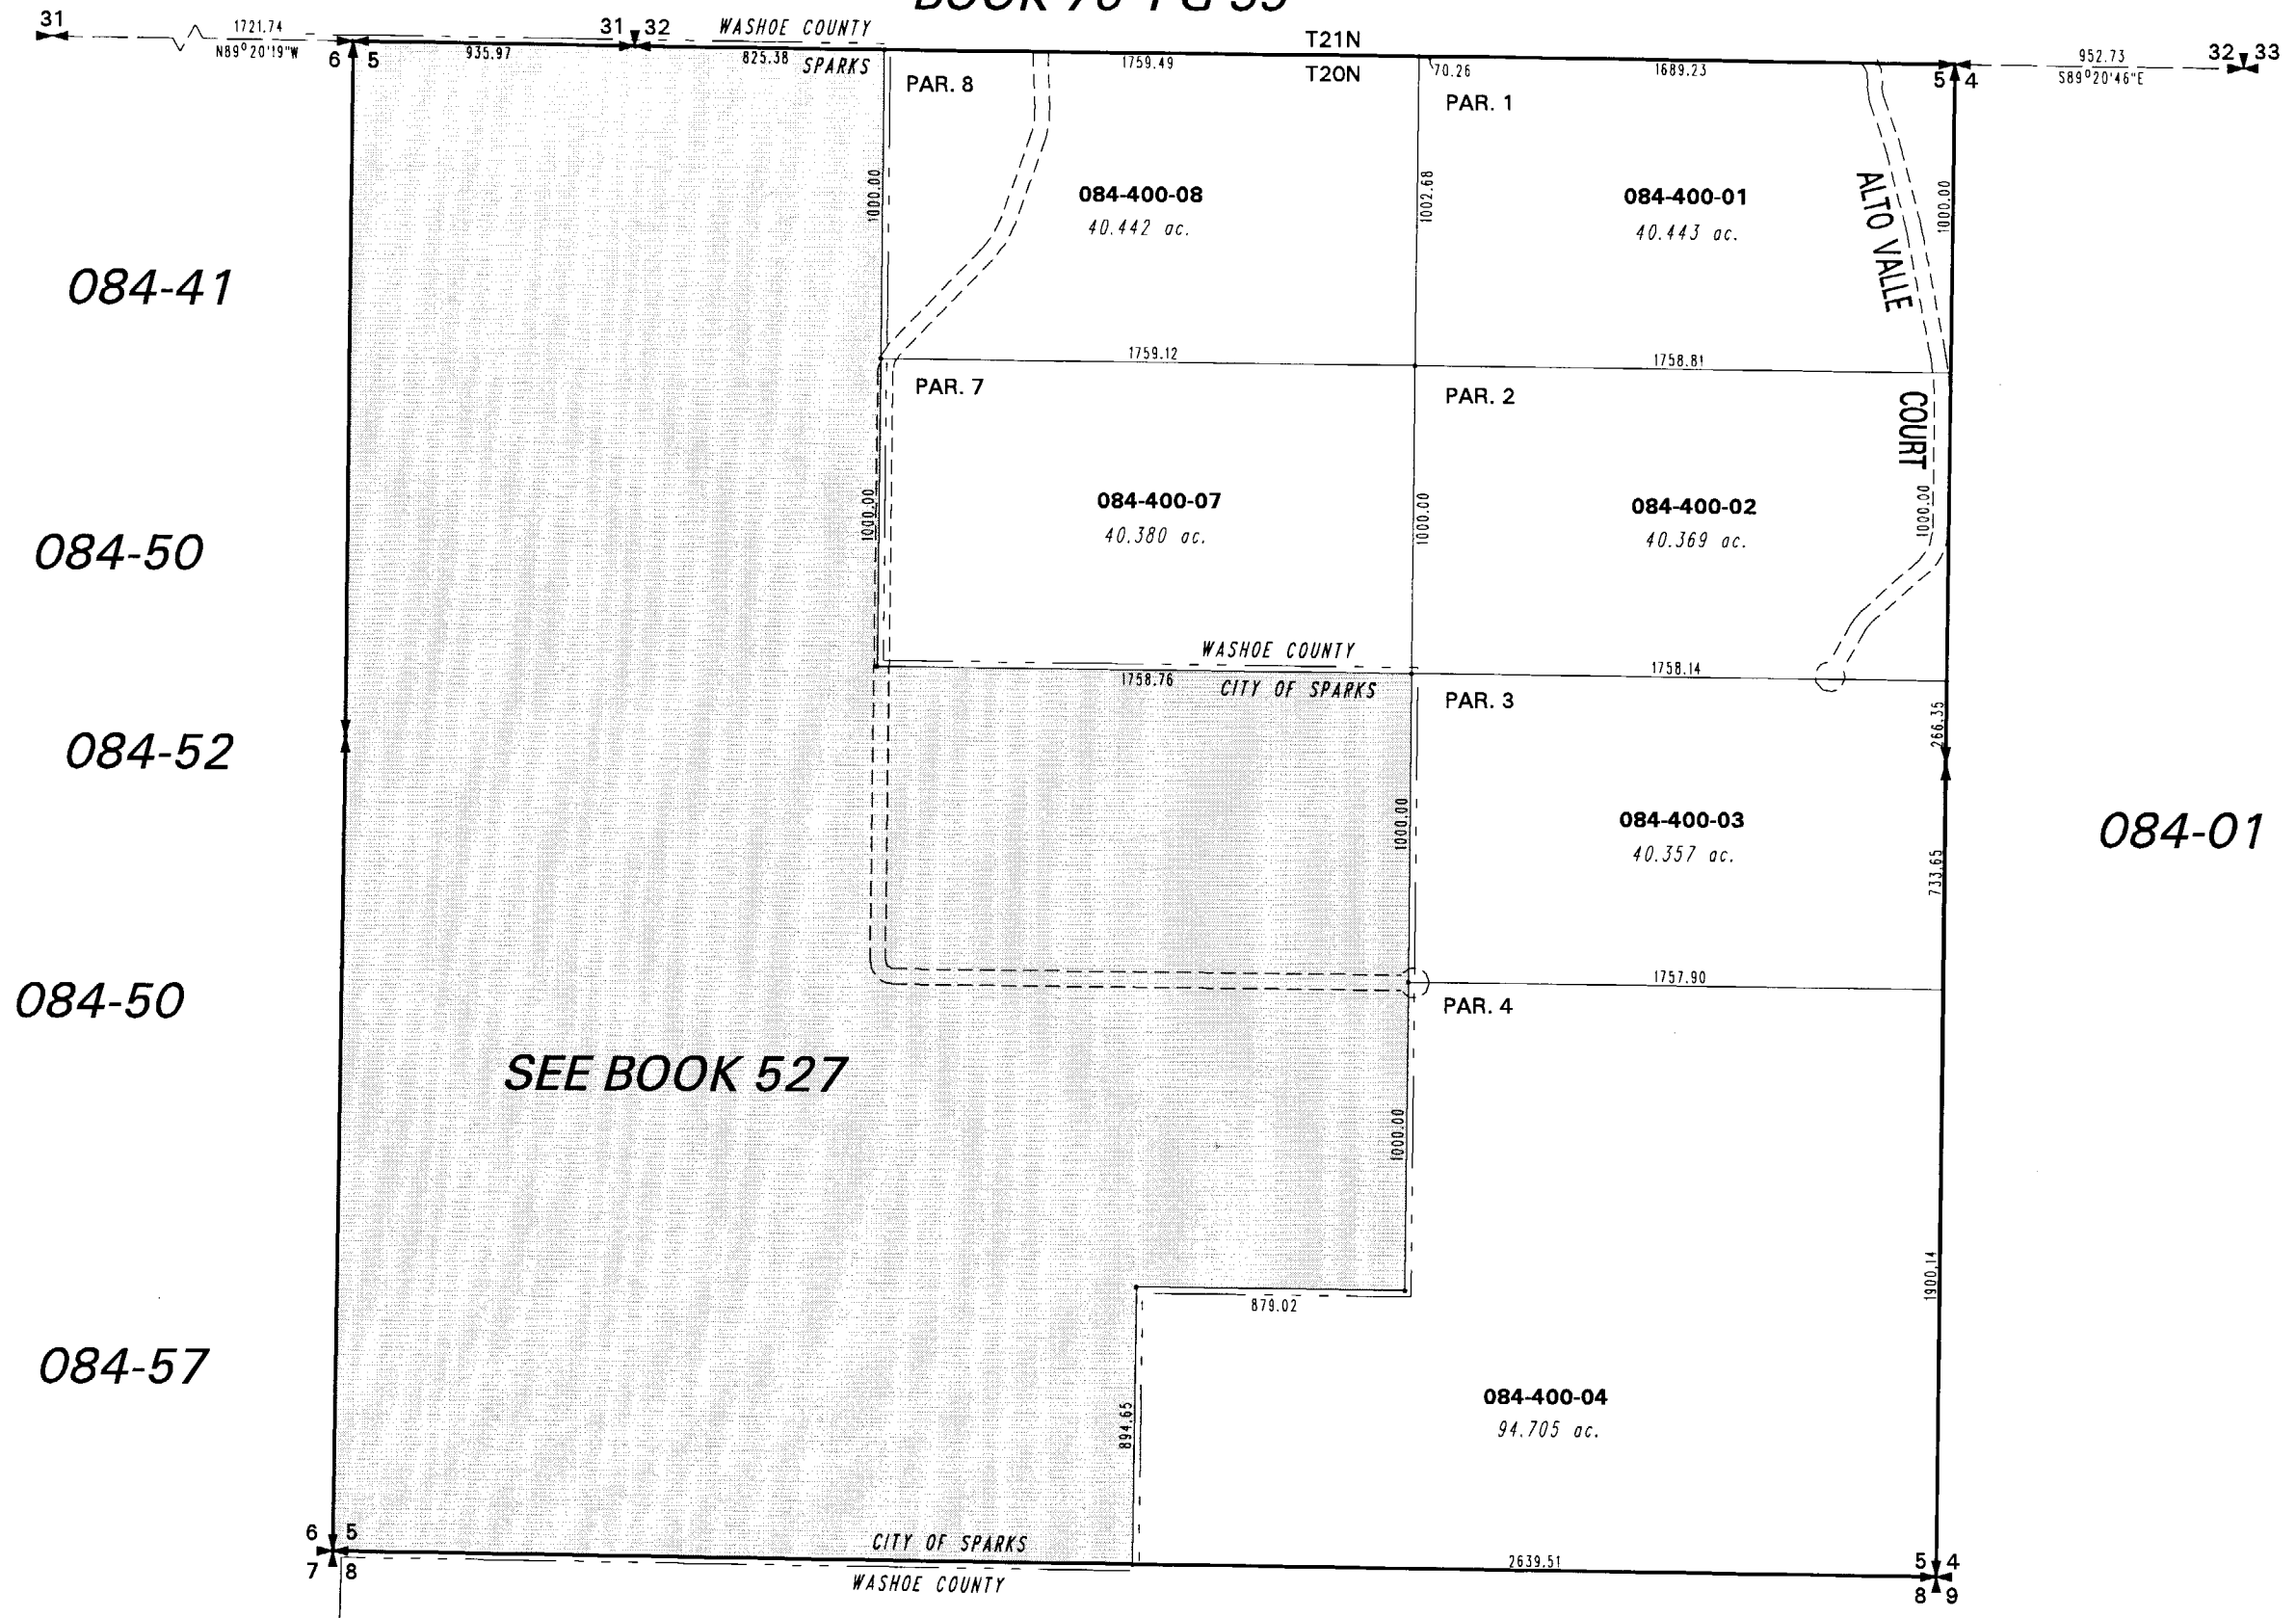 31
1721.74
N89°20'19"W
6 5
935.97
31 32
WASHOE COUNTY
825.38
SPARKS
T21N
1759.49
T20N
70.26
1689.23
5 4
952.73
S89°20'46"E
32 33
PAR. 8
PAR. 1
1000.00
084-400-08
40.442 ac.
1002.68
084-400-01
40.443 ac.
ALTO VALLE
1000.00
084-41
1759.12
1758.81
PAR. 7
PAR. 2
COURT
1000.00
084-400-07
40.380 ac.
1000.00
084-400-02
40.369 ac.
1000.00
084-50
WASHOE COUNTY
1758.76
CITY OF SPARKS
1758.14
PAR. 3
266.35
084-52
1000.00
084-400-03
40.357 ac.
733.65
084-01
1757.90
084-50
PAR. 4
SEE BOOK 527
1000.00
1900.14
879.02
084-57
894.65
084-400-04
94.705 ac.
6 5
7 8
CITY OF SPARKS
WASHOE COUNTY
2639.51
5 4
8 9